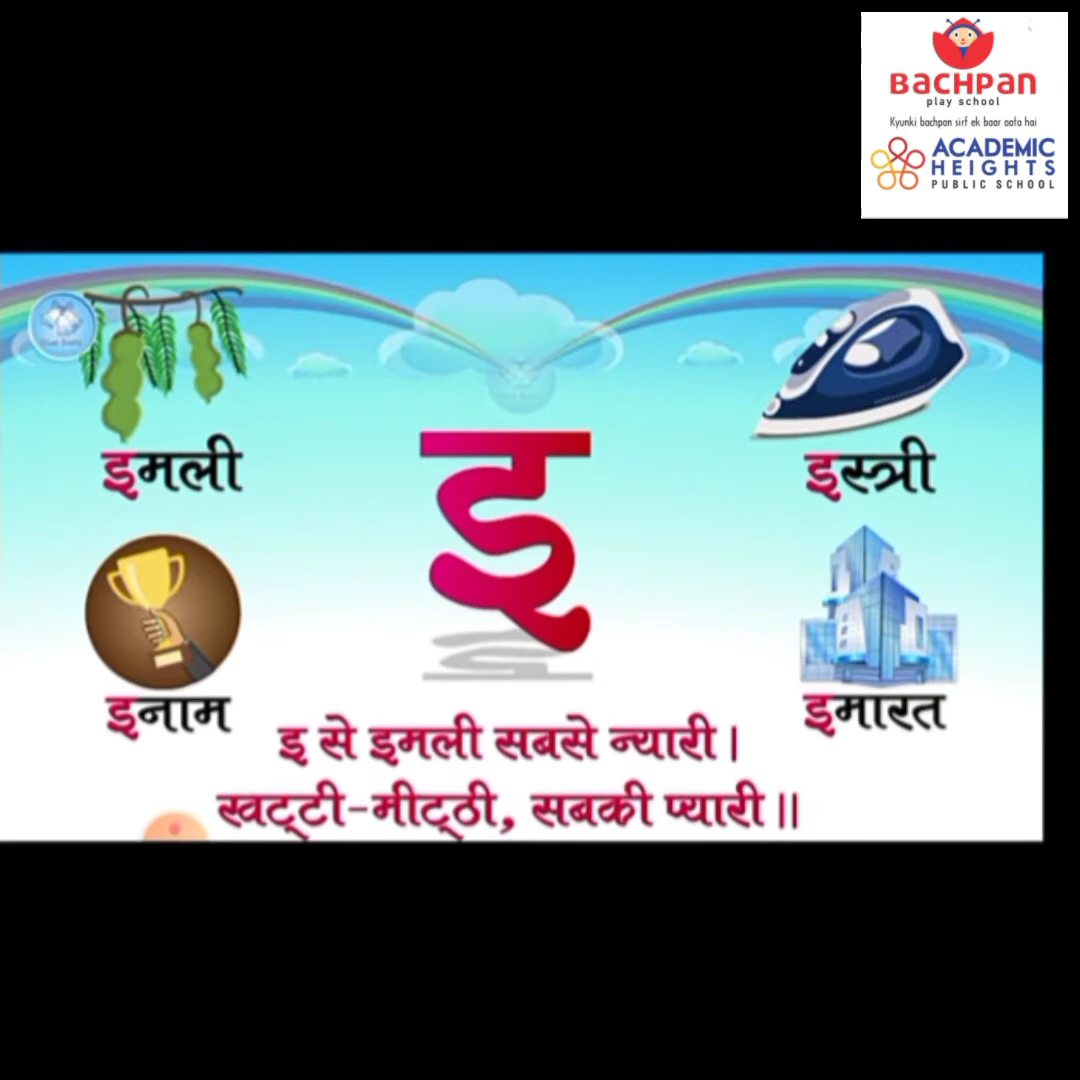 BACHPAN
play school
Kyunki bachpan sirf ek baar aata hai
ACADEMIC
HEIGHTS
PUBLIC SCHOOL
इमली
इ
इस्त्री
इनाम
इमारत
इ से इमली सबसे न्यारी।
खट्‌टी-मीट्‌ठी, सबकी प्यारी॥